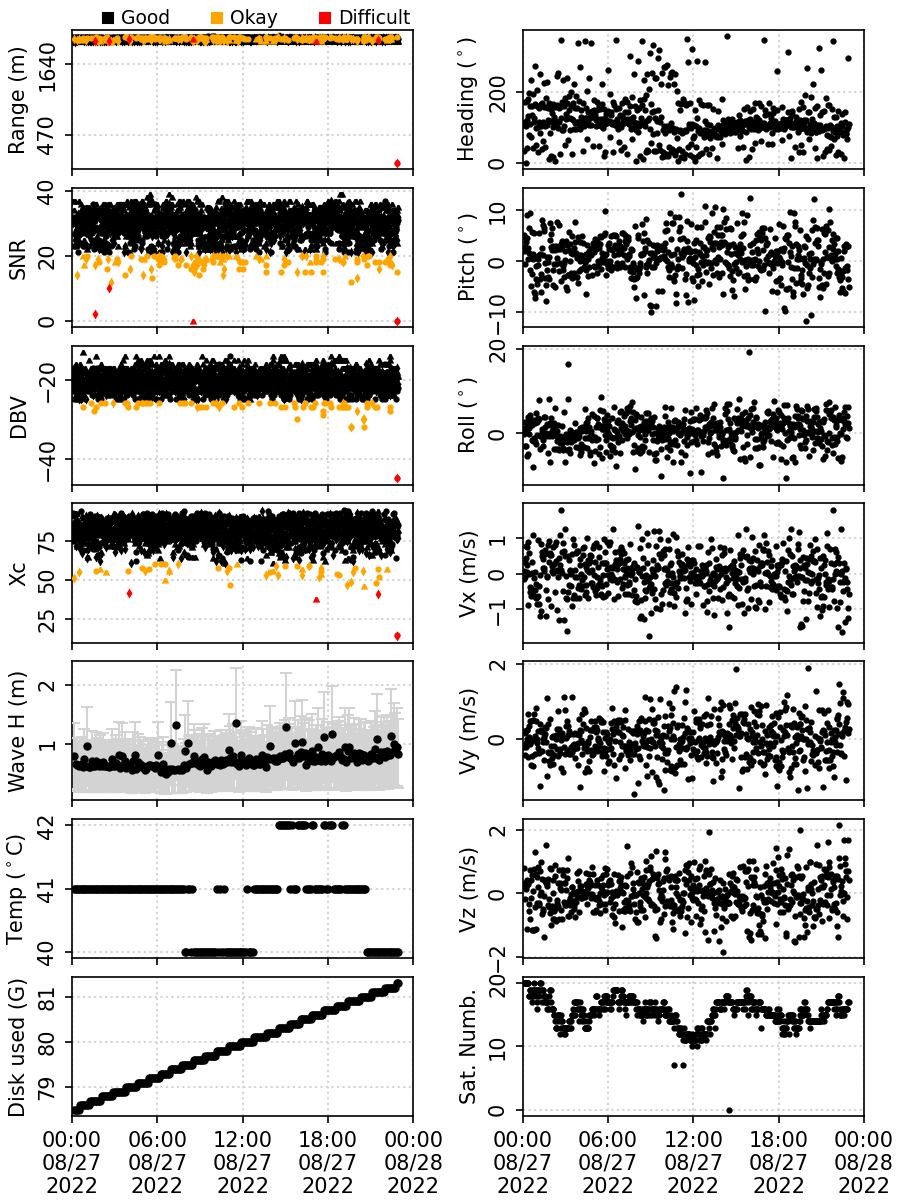 Good Okay Difficult
Range (m)
1640
470
Heading (°)
200
0
SNR
40
20
0
Pitch (°)
10
0
−10
DBV
−20
−40
Roll (°)
20
0
Xc
75
50
25
Vx (m/s)
1
0
−1
Wave H (m)
2
1
Vy (m/s)
2
0
Temp (°C)
42
41
40
Vz (m/s)
2
0
−2
Disk used (G)
81
80
79
Sat. Numb.
20
10
0
00:00 06:00 12:00 18:00 00:00
08/27 08/27 08/27 08/27 08/28
2022 2022 2022 2022 2022
00:00 06:00 12:00 18:00 00:00
08/27 08/27 08/27 08/27 08/28
2022 2022 2022 2022 2022